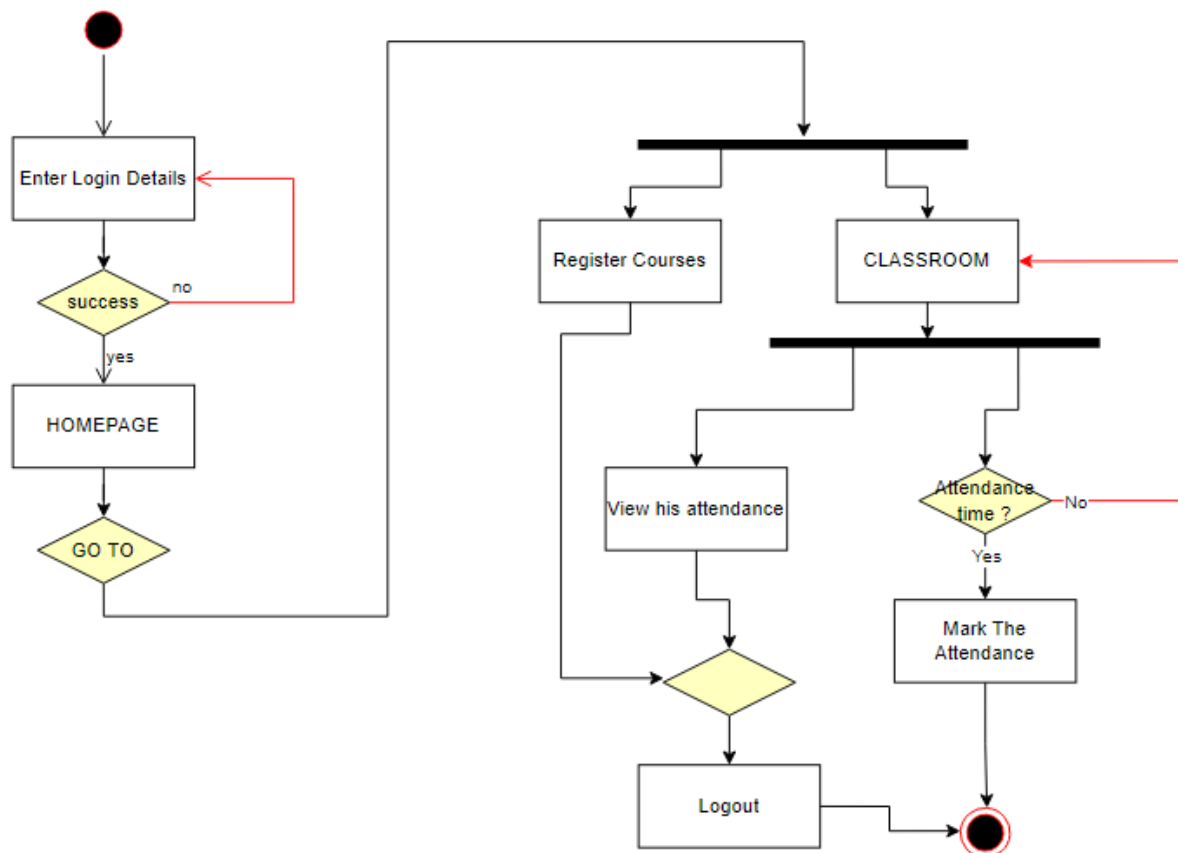 Enter Login Details
success
no
yes
HOMEPAGE
GO TO
Register Courses
CLASSROOM
View his attendance
Attendance
time ?
No
Yes
Mark The
Attendance
Logout